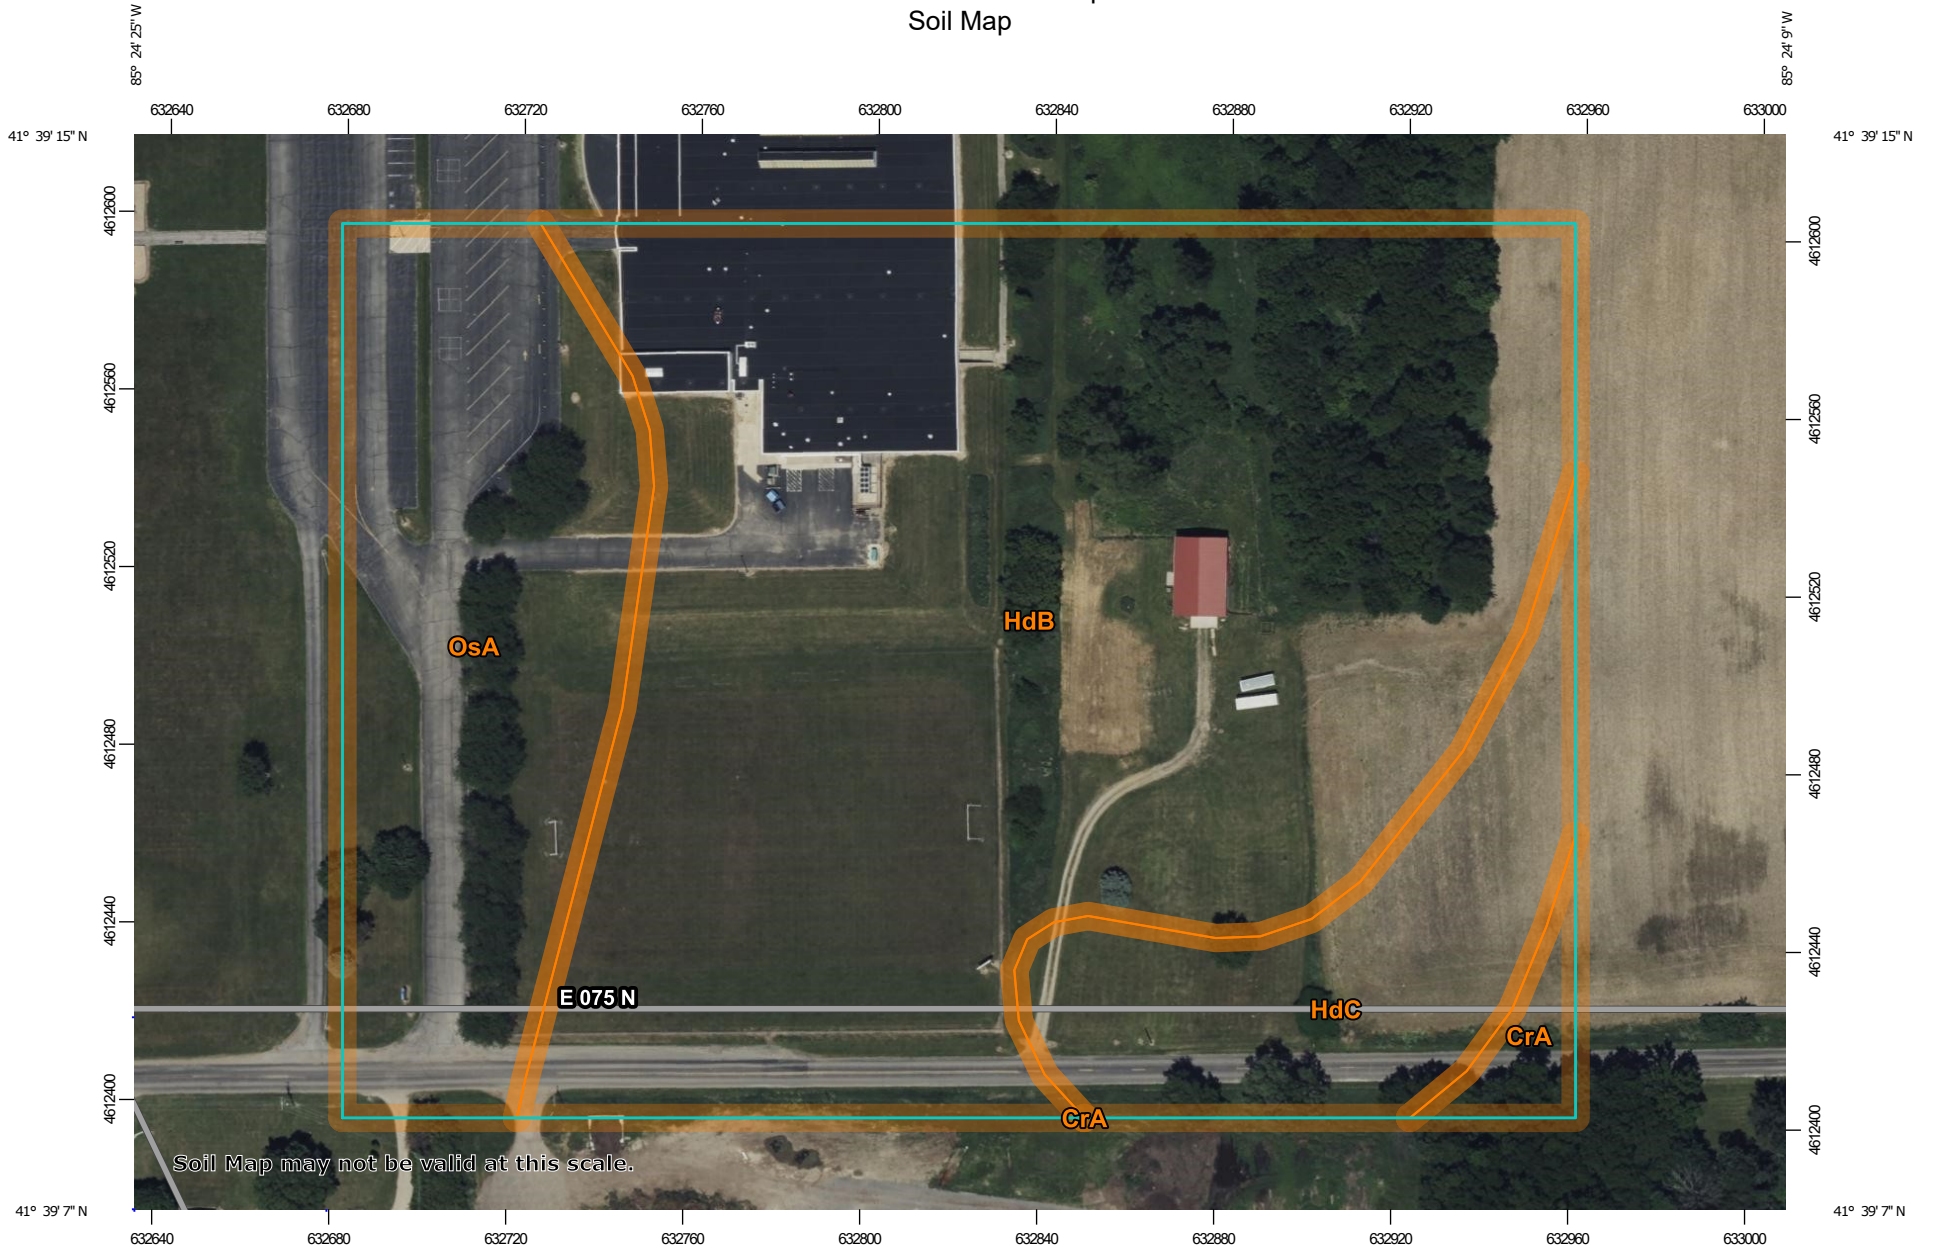 Soil Map
85° 24' 25" W
85° 24' 9" W
632640 632680 632720 632760 632800 632840 632880 632920 632960 633000
41° 39' 15" N
41° 39' 15" N
4612600
4612600
4612560
4612560
4612520
4612520
HdB
OsA
4612480
4612480
4612440
4612440
E 075 N
HdC
CrA
4612400
4612400
CrA
Soil Map may not be valid at this scale.
41° 39' 7" N
41° 39' 7" N
632640 632680 632720 632760 632800 632840 632880 632920 632960 633000